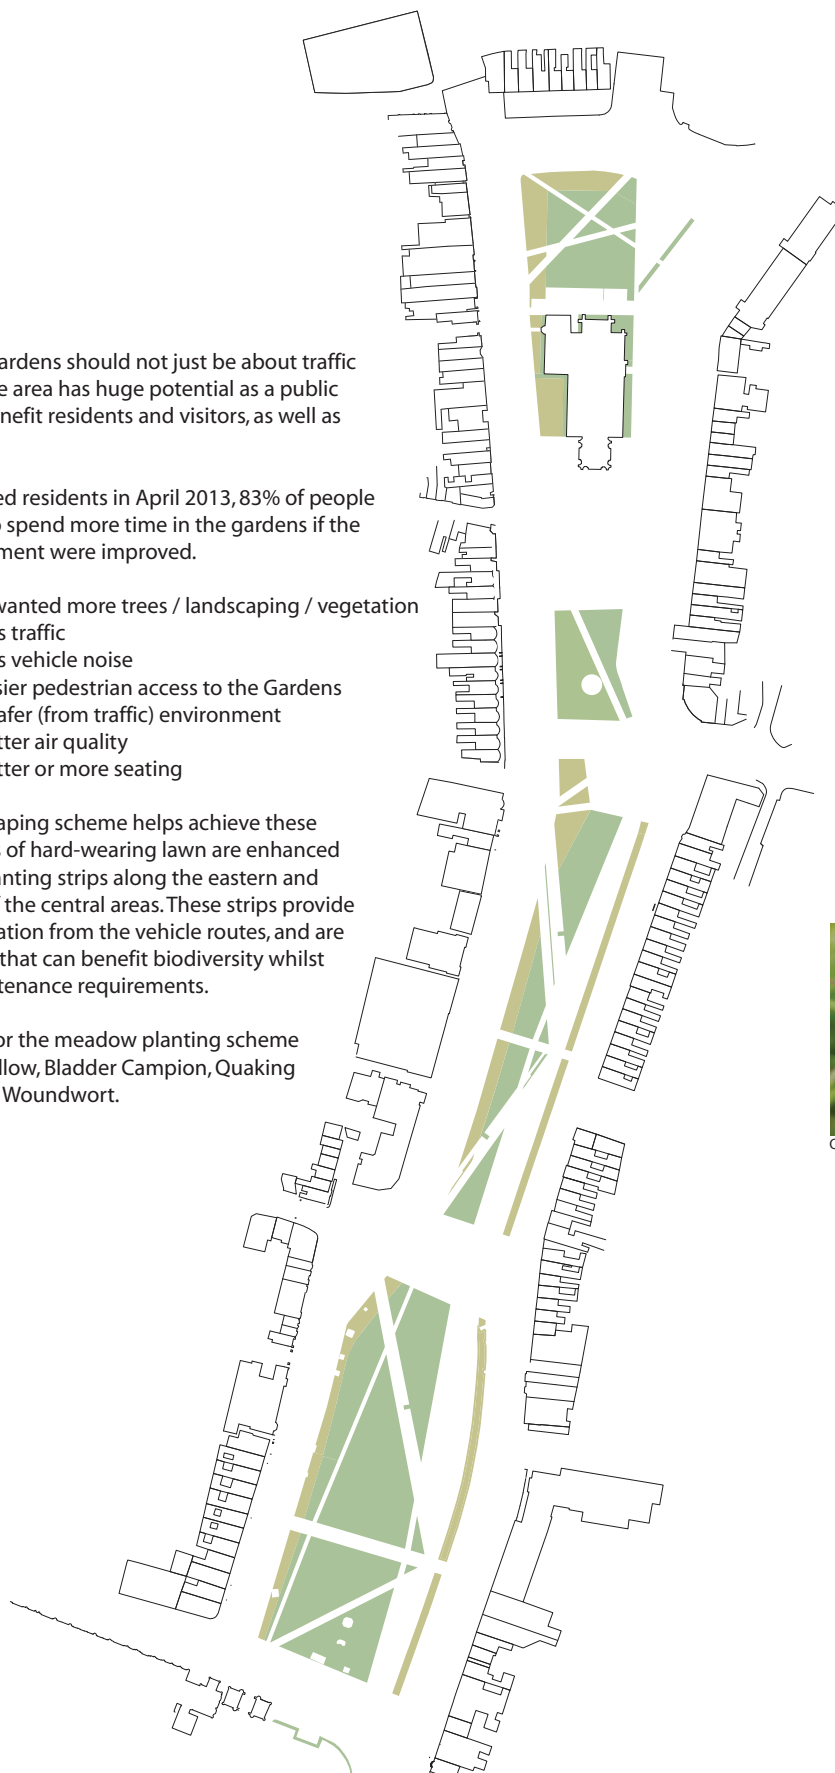 ardens should not just be about traffic
e area has huge potential as a public
nefit residents and visitors, as well as
ed residents in April 2013, 83% of people
o spend more time in the gardens if the
ment were improved.
wanted more trees / landscaping / vegetation
s traffic
s vehicle noise
sier pedestrian access to the Gardens
afer (from traffic) environment
tter air quality
tter or more seating
aping scheme helps achieve these
s of hard-wearing lawn are enhanced
anting strips along the eastern and
f the central areas. These strips provide
ation from the vehicle routes, and are
that can benefit biodiversity whilst
tenance requirements.
or the meadow planting scheme
llow, Bladder Campion, Quaking
Woundwort.